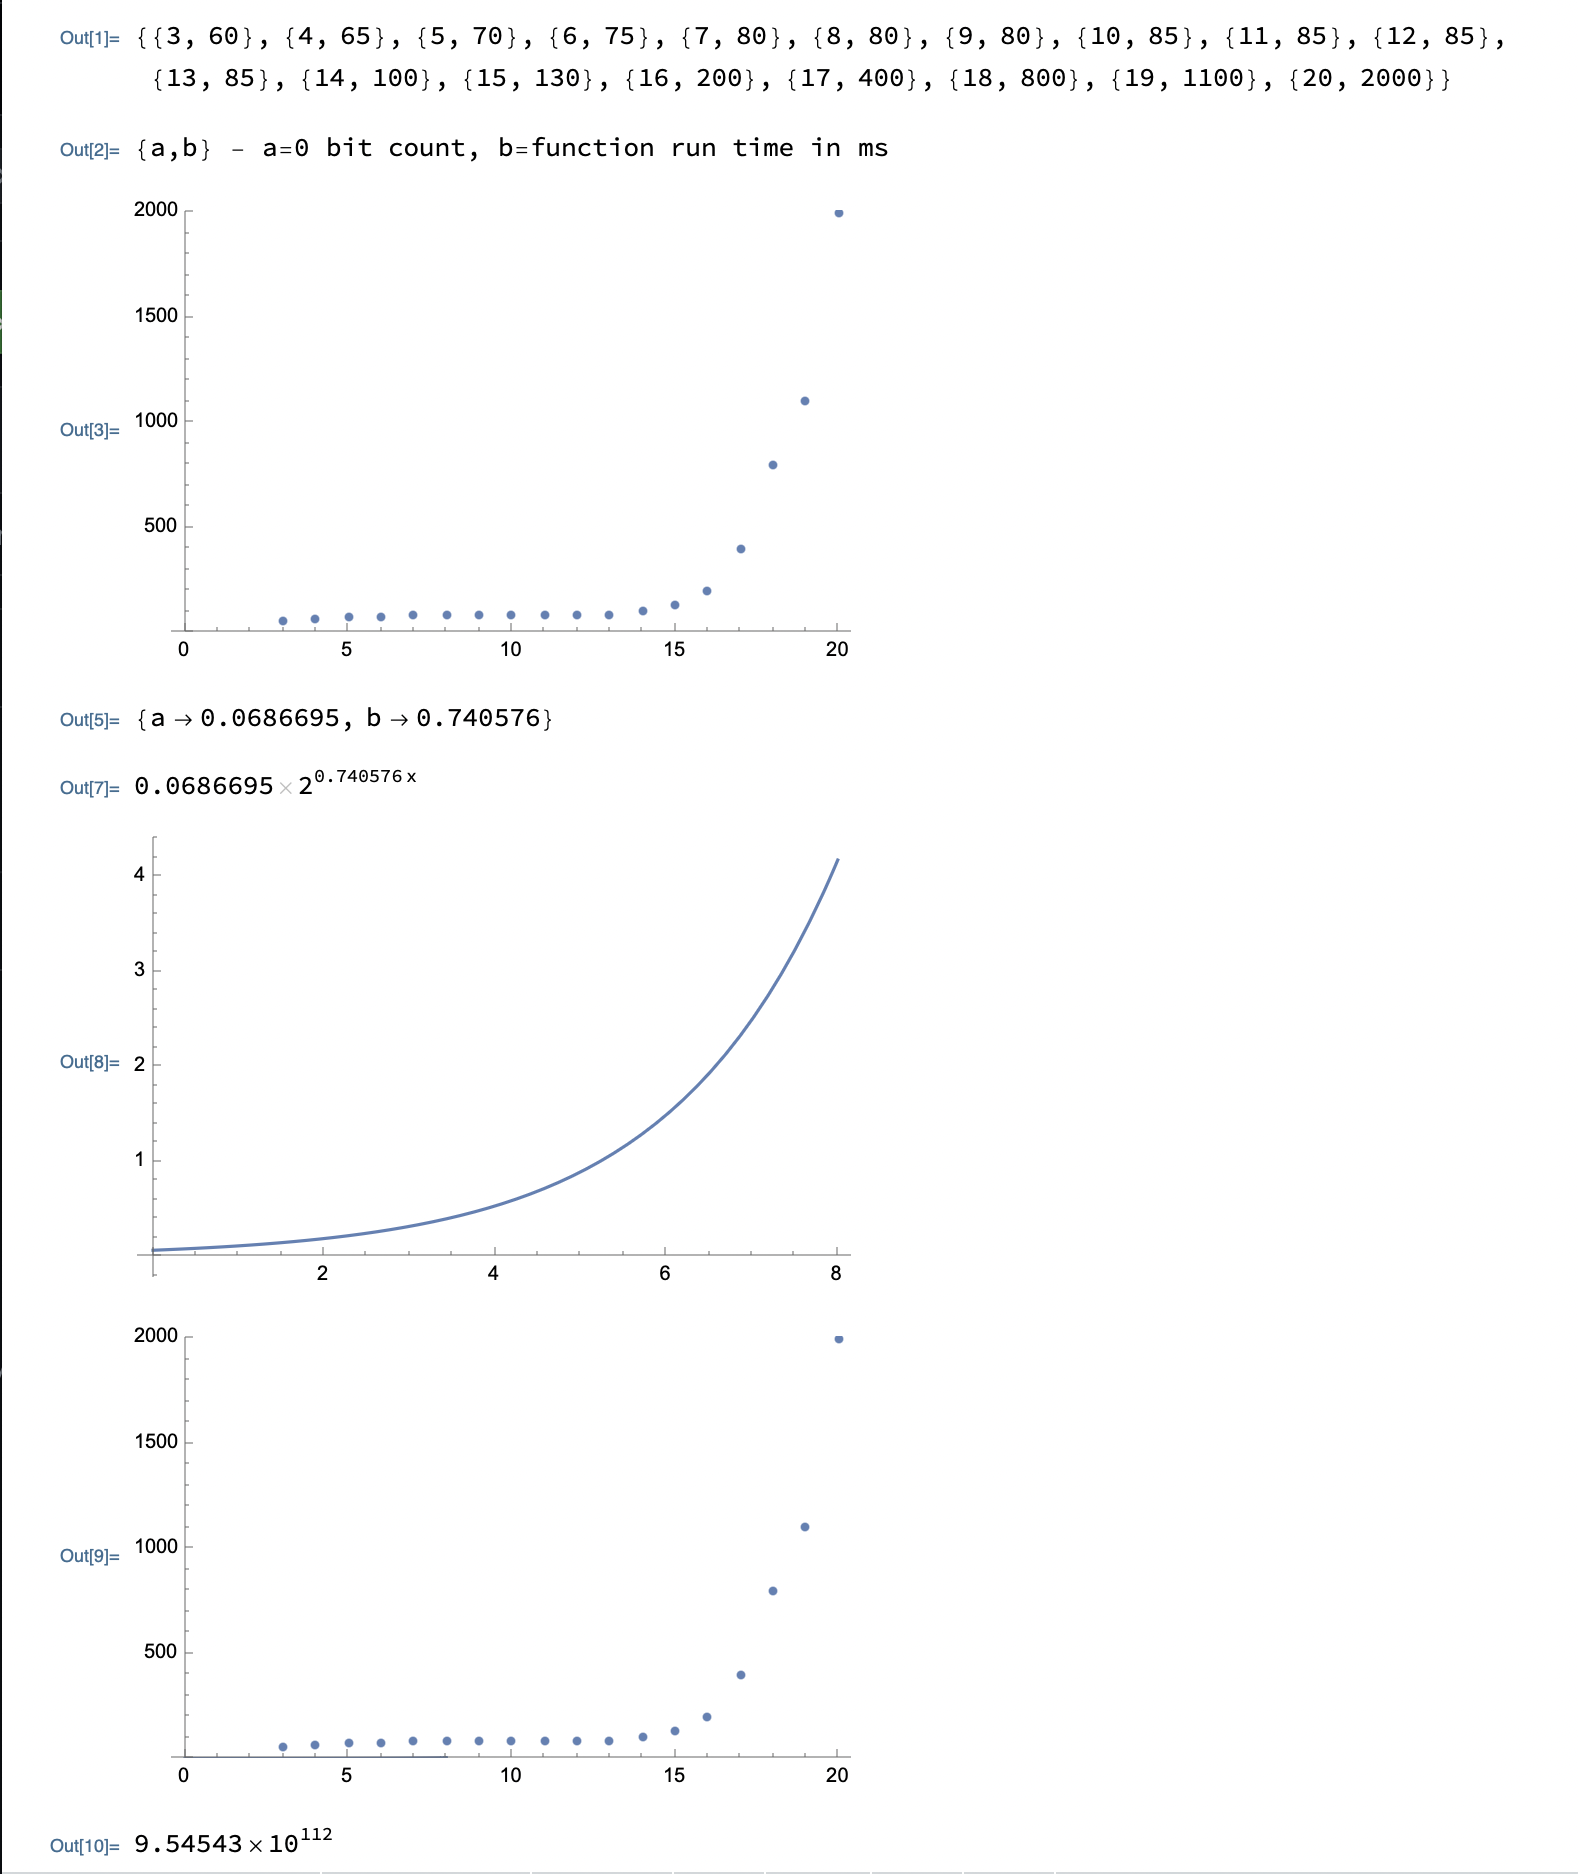 Out[1]= {{3, 60}, {4, 65}, {5, 70}, {6, 75}, {7, 80}, {8, 80}, {9, 80}, {10, 85}, {11, 85}, {12, 85},
{13, 85}, {14, 100}, {15, 130}, {16, 200}, {17, 400}, {18, 800}, {19, 1100}, {20, 2000}}
Out[2]= {a,b} - a=0 bit count, b=function run time in ms
2000
1500
1000
Out[3]=
500
0 5 10 15 20
Out[5]= {a → 0.0686695, b → 0.740576}
Out[7]= 0.0686695 × 2^0.740576 x
4
3
Out[8]= 2
1
2 4 6 8
2000
1500
1000
Out[9]=
500
0 5 10 15 20
Out[10]= 9.54543 × 10^112